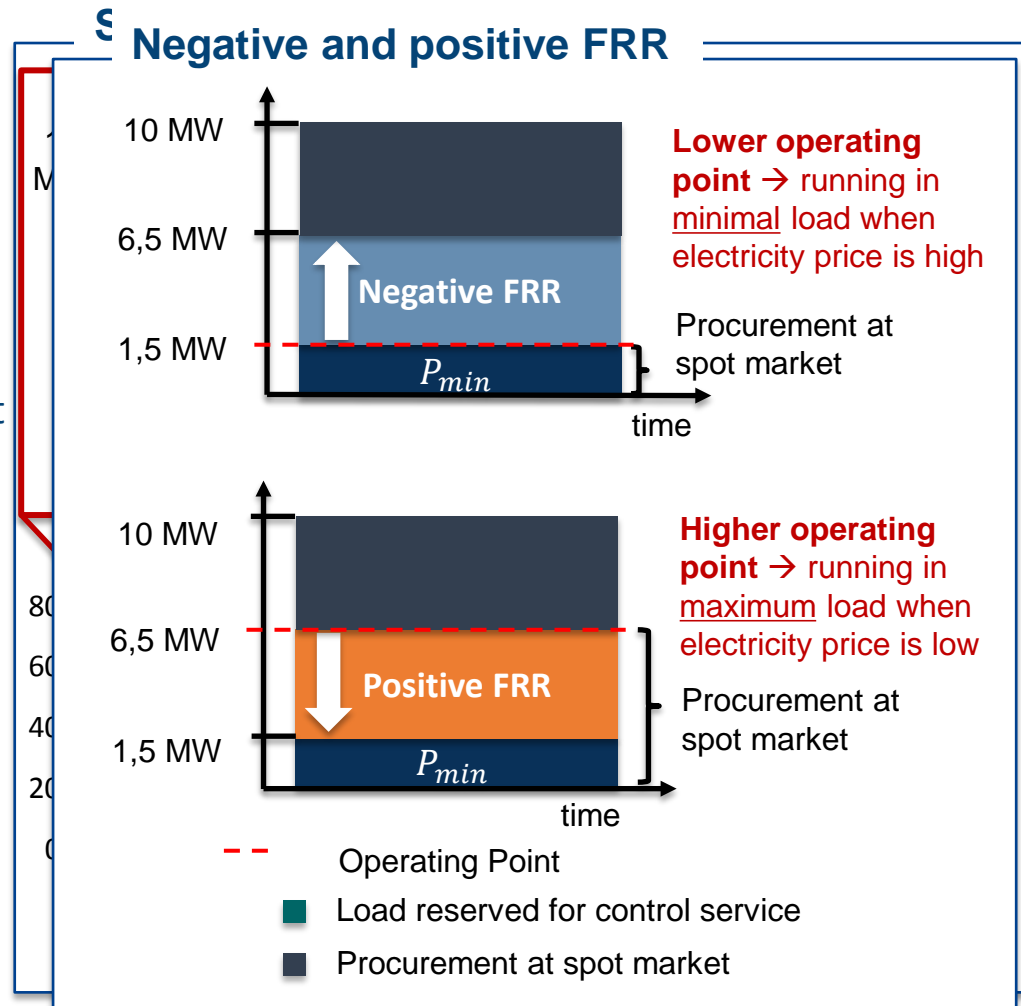 Negative and positive FRR
10 MW
6,5 MW
1,5 MW
Negative FRR
P_min
time
Lower operating
point → running in
minimal load when
electricity price is high
Procurement at
spot market
10 MW
6,5 MW
1,5 MW
Positive FRR
P_min
time
Higher operating
point → running in
maximum load when
electricity price is low
Procurement at
spot market
Operating Point
Load reserved for control service
Procurement at spot market